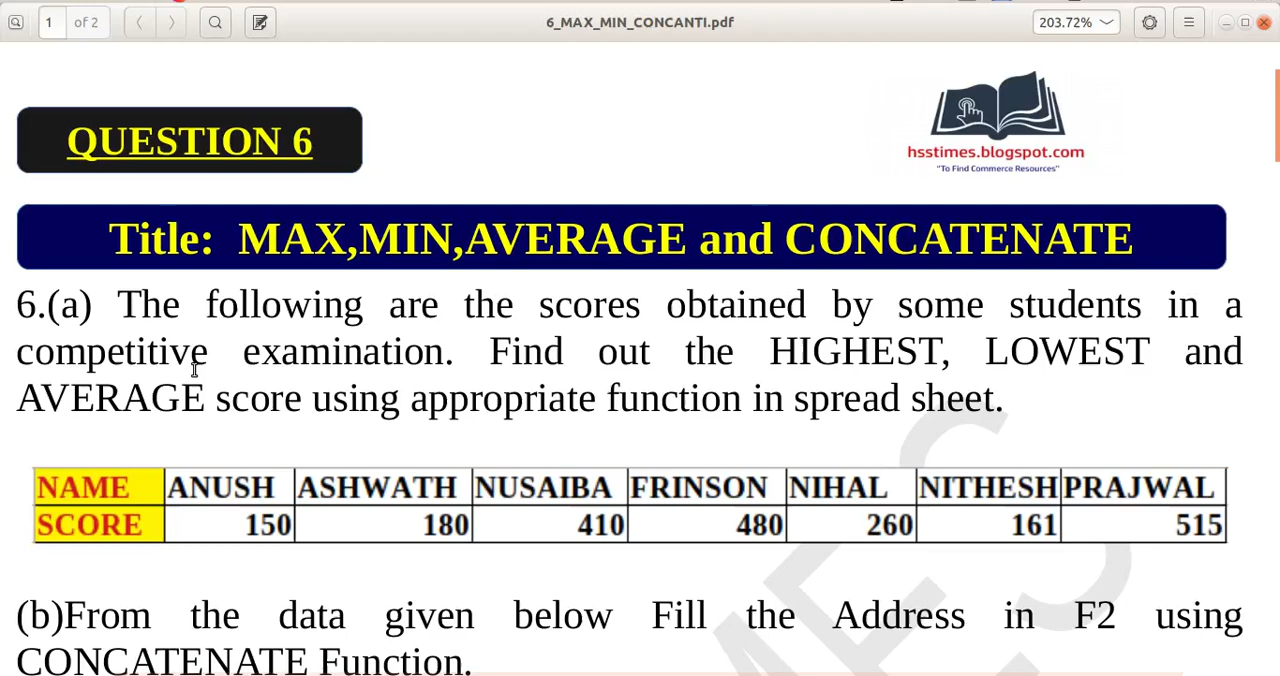 1 of 2 6_MAX_MIN_CONCANTI.pdf 203.72%
QUESTION 6
hsstimes.blogspot.com
"To Find Commerce Resources"
Title: MAX,MIN,AVERAGE and CONCATENATE
6.(a) The following are the scores obtained by some students in a
competitive examination. Find out the HIGHEST, LOWEST and
AVERAGE score using appropriate function in spread sheet.
NAME ANUSH ASHWATH NUSAIBA FRINSON NIHAL NITHESH PRAJWAL
SCORE 150 180 410 480 260 161 515
(b)From the data given below Fill the Address in F2 using
CONCATENATE Function.